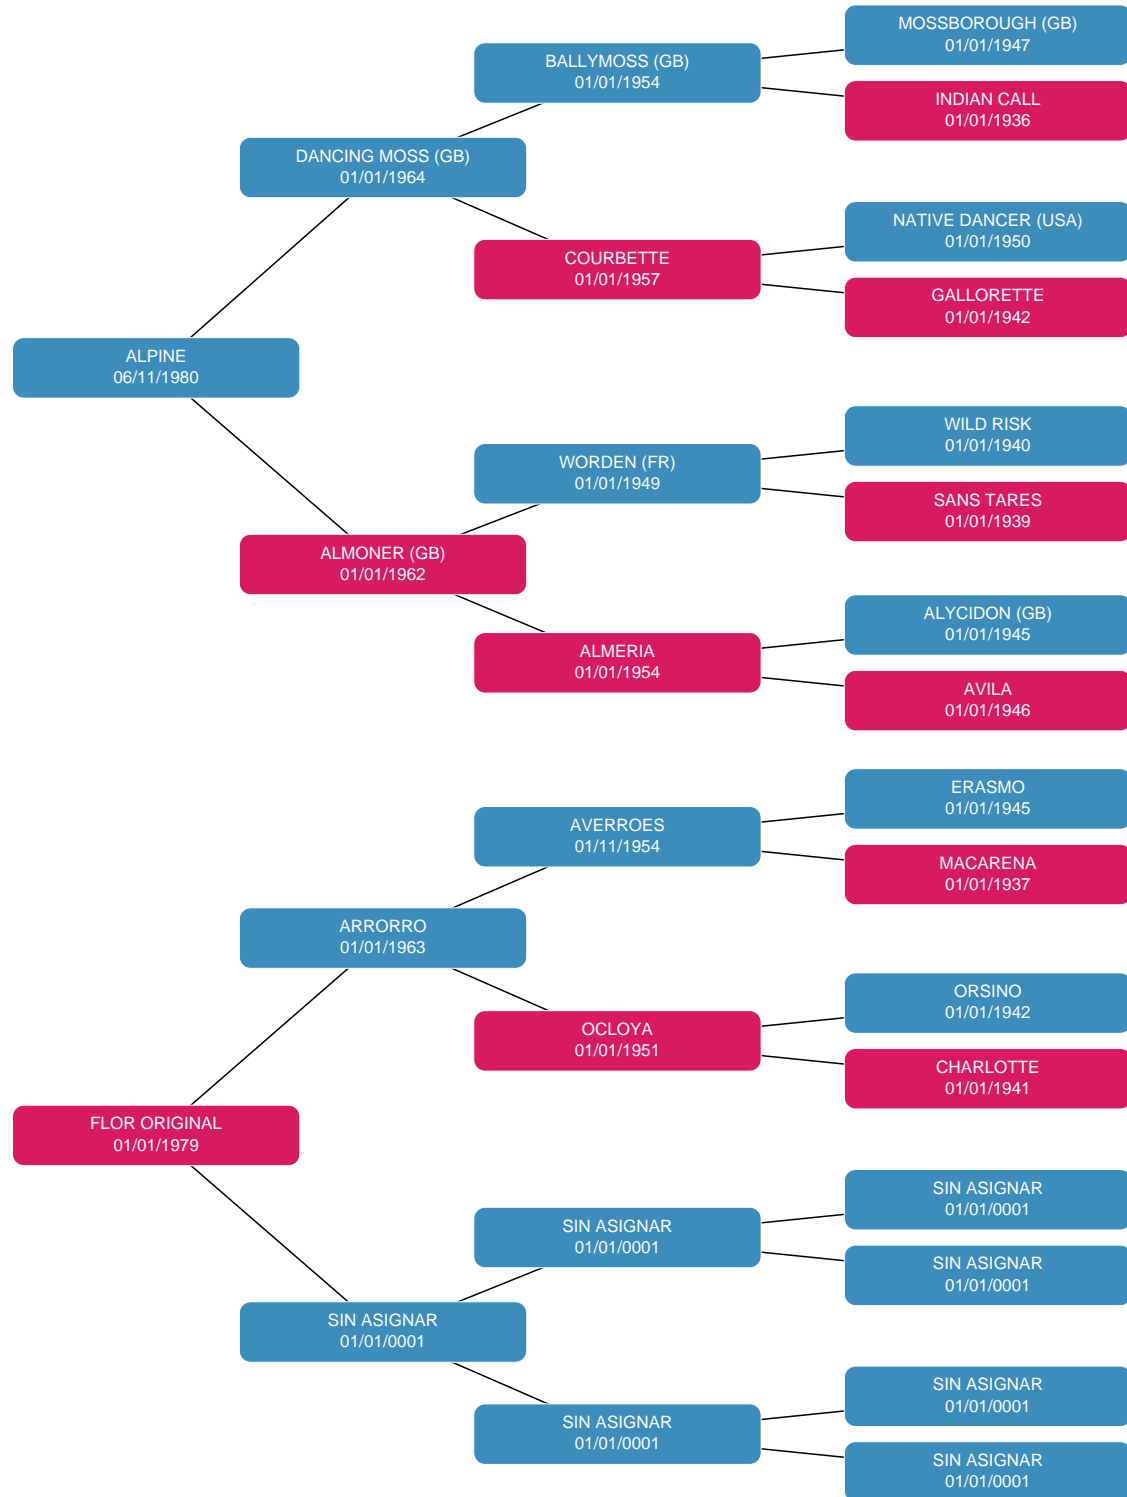 MOSSBOROUGH (GB)
01/01/1947
BALLYMOSS (GB)
01/01/1954
INDIAN CALL
01/01/1936
DANCING MOSS (GB)
01/01/1964
NATIVE DANCER (USA)
01/01/1950
COURBETTE
01/01/1957
GALLORETTE
01/01/1942
ALPINE
06/11/1980
WILD RISK
01/01/1940
WORDEN (FR)
01/01/1949
SANS TARES
01/01/1939
ALMONER (GB)
01/01/1962
ALYCIDON (GB)
01/01/1945
ALMERIA
01/01/1954
AVILA
01/01/1946
ERASMO
01/01/1945
AVERROES
01/11/1954
MACARENA
01/01/1937
ARRORRO
01/01/1963
ORSINO
01/01/1942
OCLOYA
01/01/1951
CHARLOTTE
01/01/1941
FLOR ORIGINAL
01/01/1979
SIN ASIGNAR
01/01/0001
SIN ASIGNAR
01/01/0001
SIN ASIGNAR
01/01/0001
SIN ASIGNAR
01/01/0001
SIN ASIGNAR
01/01/0001
SIN ASIGNAR
01/01/0001
SIN ASIGNAR
01/01/0001